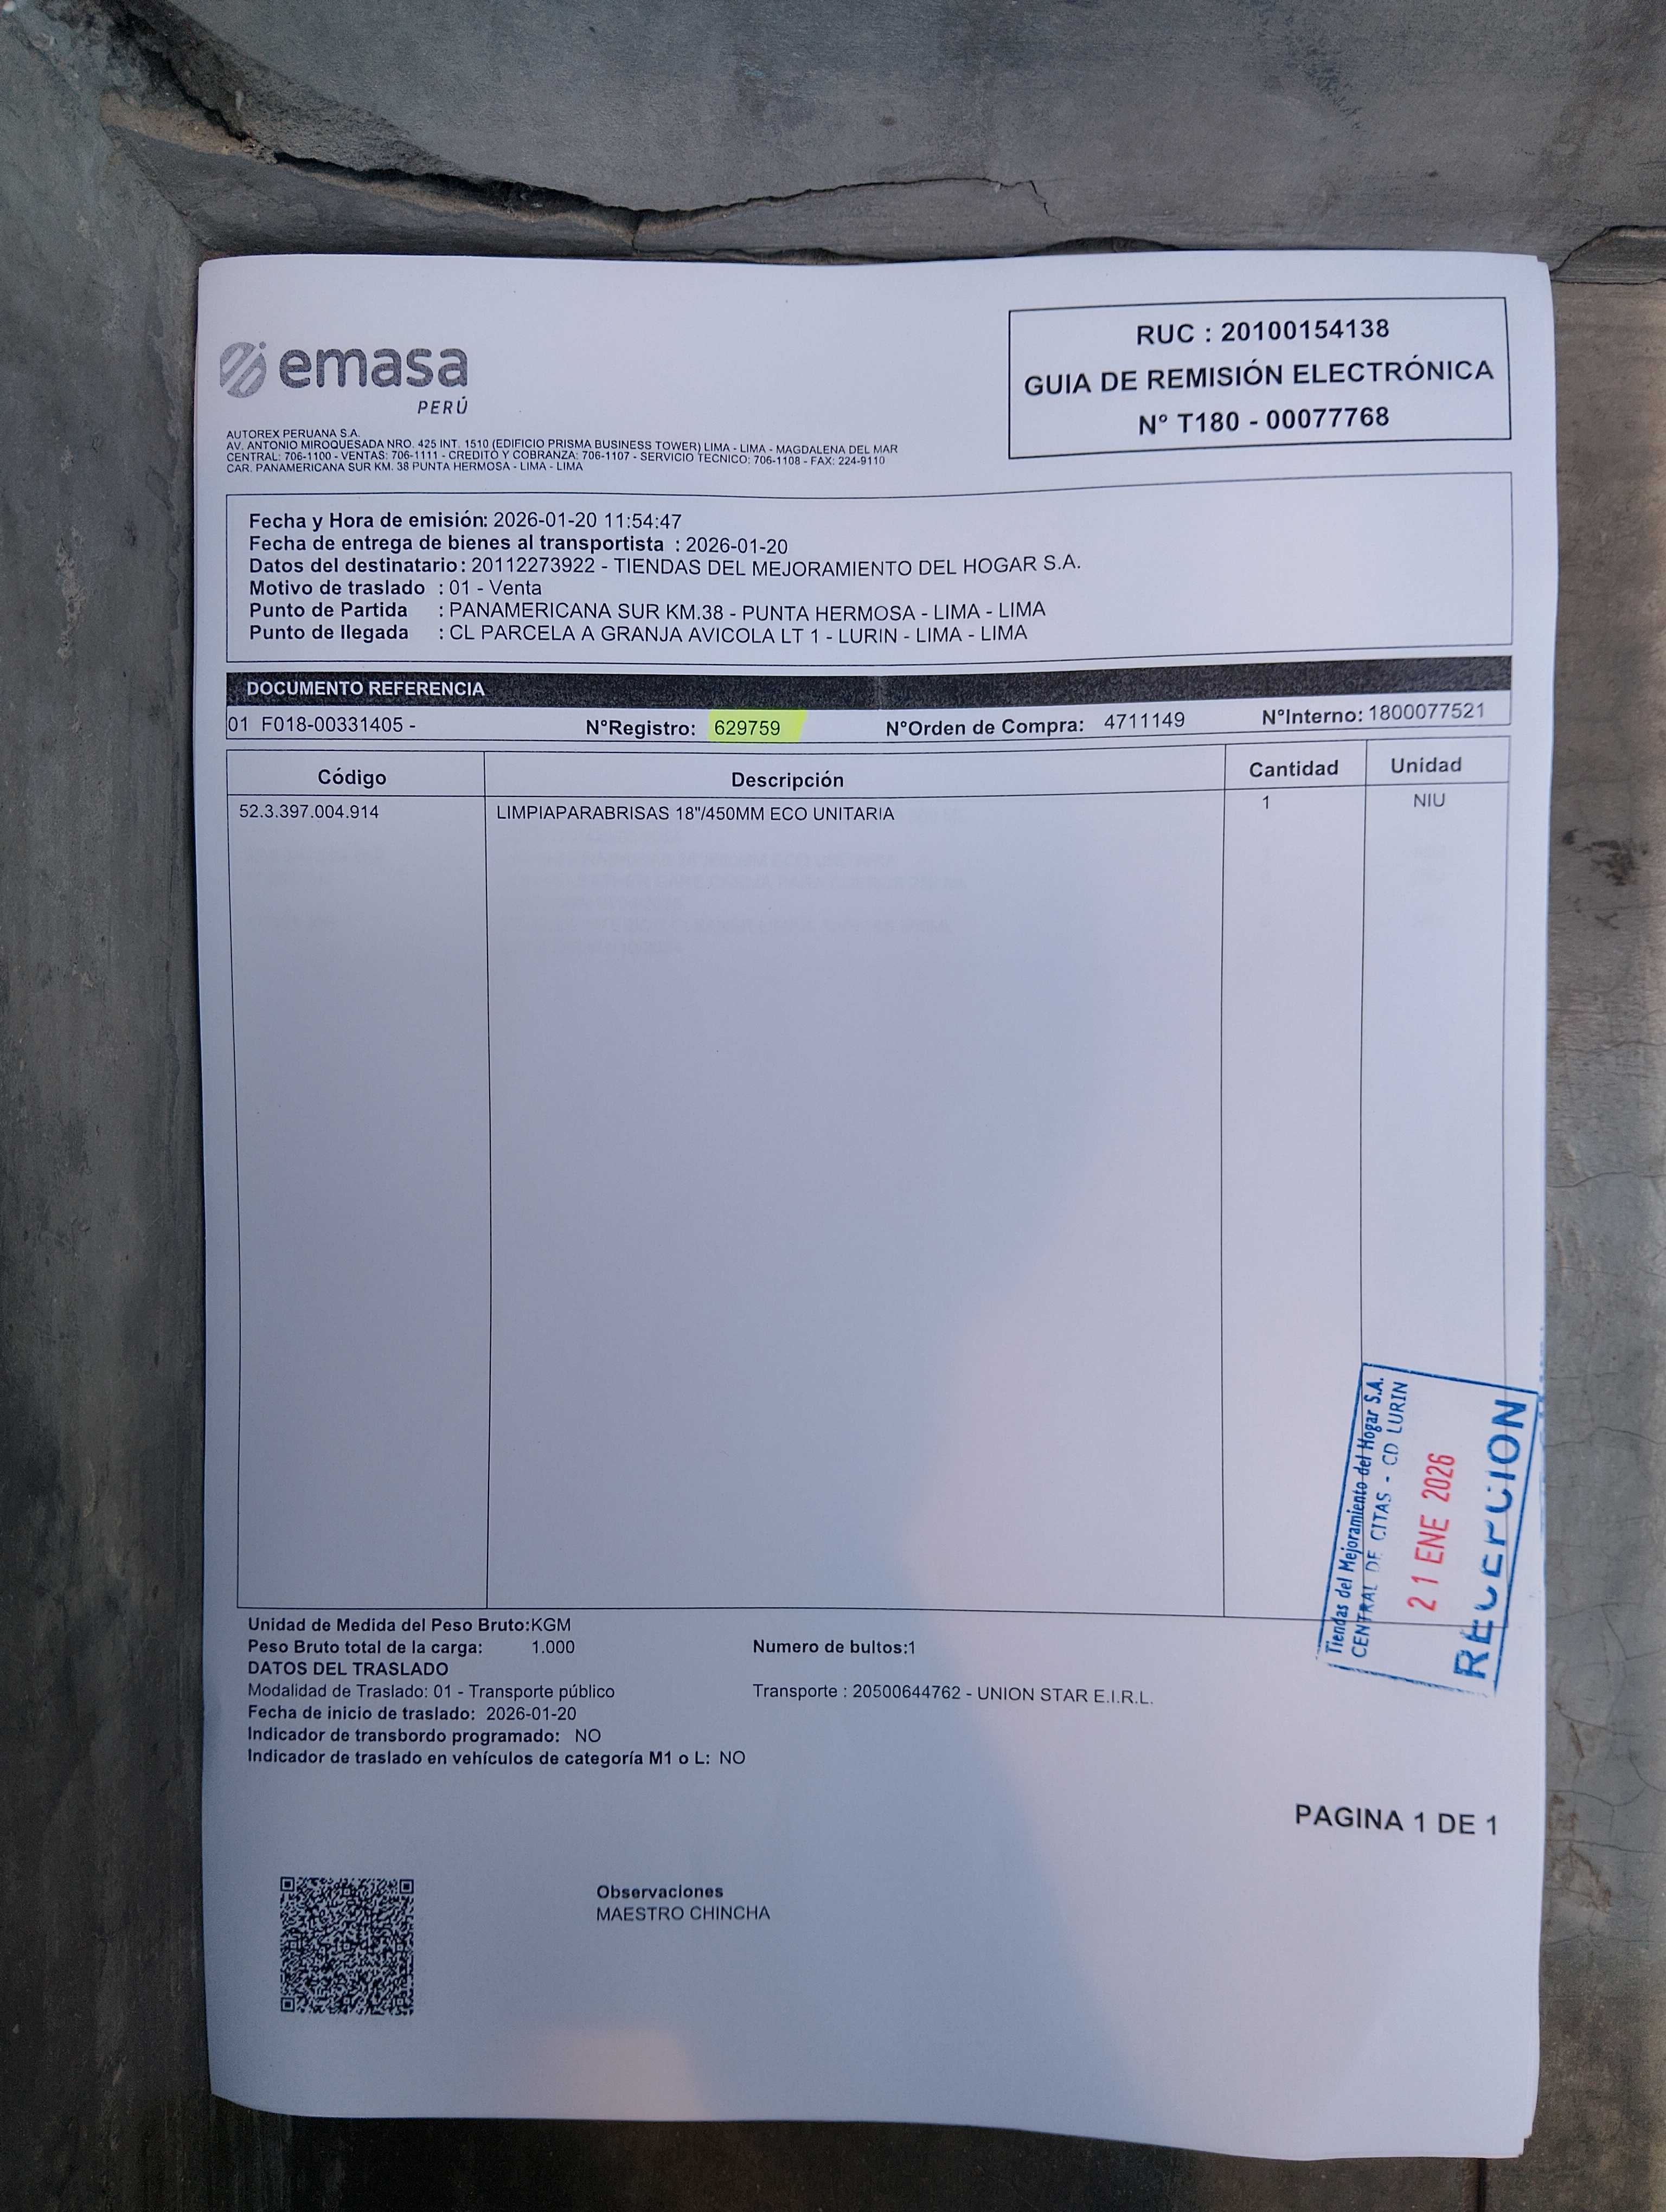 emasa
PERÚ
RUC : 20100154138
GUIA DE REMISIÓN ELECTRÓNICA
Nº T180 - 00077768
AUTOREX PERUANA S.A.
AV. ANTONIO MIROQUESADA NRO. 425 INT. 1510 (EDIFICIO PRISMA BUSINESS TOWER) LIMA - LIMA - MAGDALENA DEL MAR
CENTRAL: 706-1100 - VENTAS: 706-1111 - CREDITO Y COBRANZA: 706-1107 - SERVICIO TECNICO: 706-1108 - FAX: 224-9110
CAR. PANAMERICANA SUR KM. 38 PUNTA HERMOSA - LIMA - LIMA
Fecha y Hora de emisión: 2026-01-20 11:54:47
Fecha de entrega de bienes al transportista : 2026-01-20
Datos del destinatario: 20112273922 - TIENDAS DEL MEJORAMIENTO DEL HOGAR S.A.
Motivo de traslado : 01 - Venta
Punto de Partida : PANAMERICANA SUR KM.38 - PUNTA HERMOSA - LIMA - LIMA
Punto de llegada : CL PARCELA A GRANJA AVICOLA LT 1 - LURIN - LIMA - LIMA
DOCUMENTO REFERENCIA
01 F018-00331405 - NºRegistro: 629759 NºOrden de Compra: 4711149 NºInterno: 1800077521
Código Descripción Cantidad Unidad
52.3.397.004.914 LIMPIAPARABRISAS 18"/450MM ECO UNITARIA 1 NIU
Tiendas del Mejoramiento del Hogar S.A.
CENTRAL DE CITAS - CD LURIN
21 ENE 2026
RECEPCION
Unidad de Medida del Peso Bruto:KGM
Peso Bruto total de la carga: 1.000 Numero de bultos:1
DATOS DEL TRASLADO
Modalidad de Traslado: 01 - Transporte público Transporte : 20500644762 - UNION STAR E.I.R.L.
Fecha de inicio de traslado: 2026-01-20
Indicador de transbordo programado: NO
Indicador de traslado en vehículos de categoría M1 o L: NO
PAGINA 1 DE 1
Observaciones
MAESTRO CHINCHA